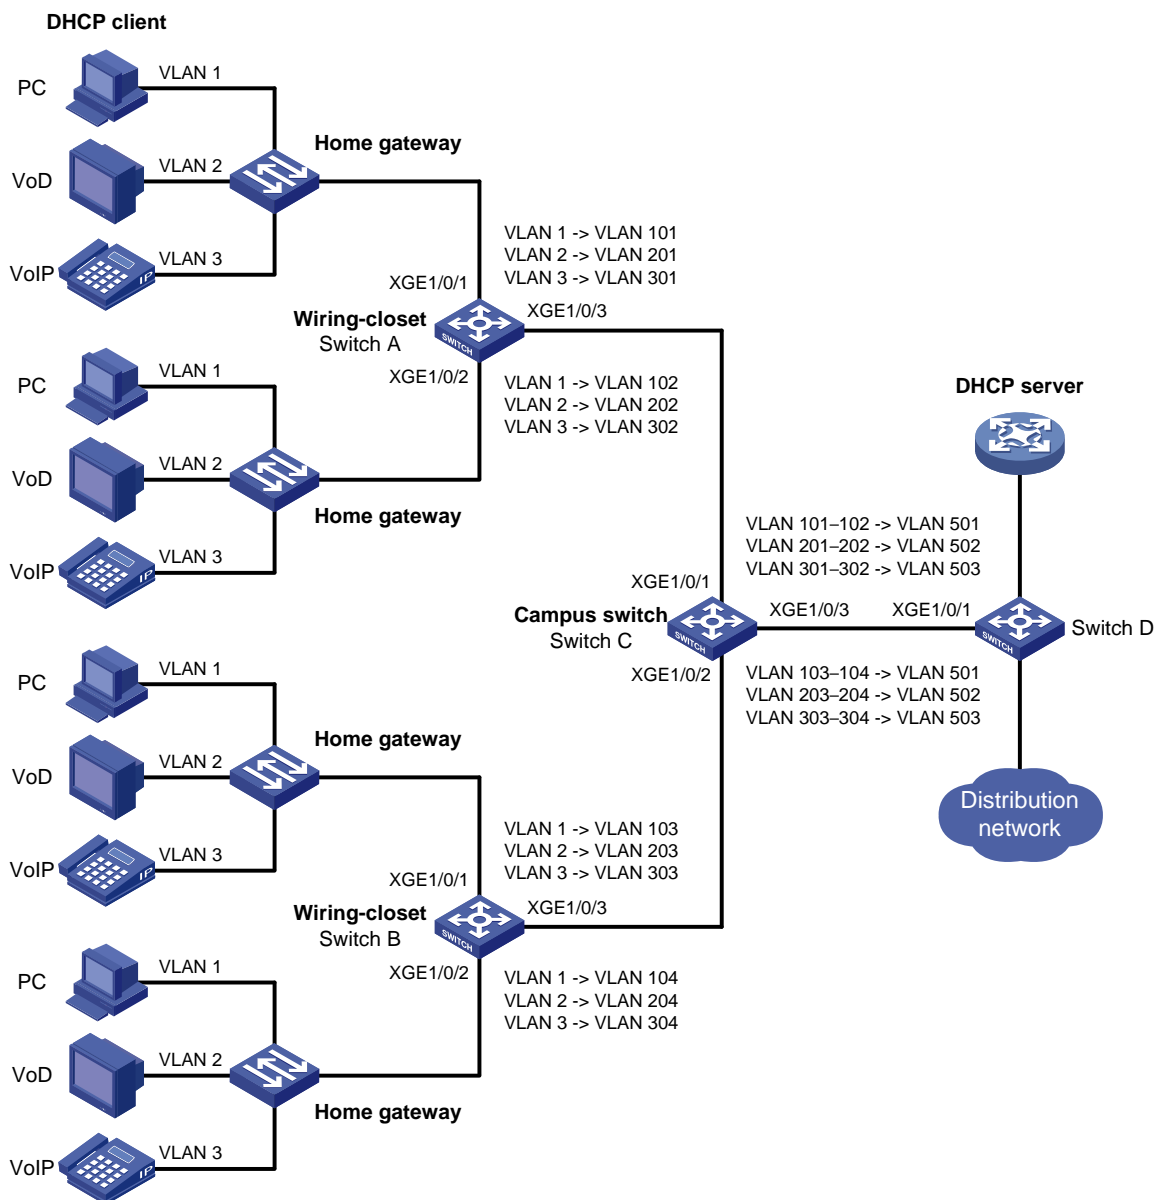 DHCP client
PC
VLAN 1
VoD
VLAN 2
Home gateway
VoIP
VLAN 3
IP
VLAN 1 -> VLAN 101
VLAN 2 -> VLAN 201
VLAN 3 -> VLAN 301
XGE1/0/1
XGE1/0/3
Wiring-closet
Switch A
SWITCH
XGE1/0/2
VLAN 1 -> VLAN 102
VLAN 2 -> VLAN 202
VLAN 3 -> VLAN 302
PC
VLAN 1
VoD
VLAN 2
Home gateway
VoIP
VLAN 3
IP
DHCP server
VLAN 101–102 -> VLAN 501
VLAN 201–202 -> VLAN 502
VLAN 301–302 -> VLAN 503
XGE1/0/1
Campus switch
Switch C
SWITCH
XGE1/0/3
XGE1/0/1
SWITCH
Switch D
XGE1/0/2
VLAN 103–104 -> VLAN 501
VLAN 203–204 -> VLAN 502
VLAN 303–304 -> VLAN 503
Distribution
network
PC
VLAN 1
Home gateway
VoD
VLAN 2
VoIP
VLAN 3
IP
VLAN 1 -> VLAN 103
VLAN 2 -> VLAN 203
VLAN 3 -> VLAN 303
XGE1/0/1
XGE1/0/3
Wiring-closet
Switch B
SWITCH
XGE1/0/2
VLAN 1 -> VLAN 104
VLAN 2 -> VLAN 204
VLAN 3 -> VLAN 304
PC
VLAN 1
VoD
VLAN 2
Home gateway
VoIP
VLAN 3
IP